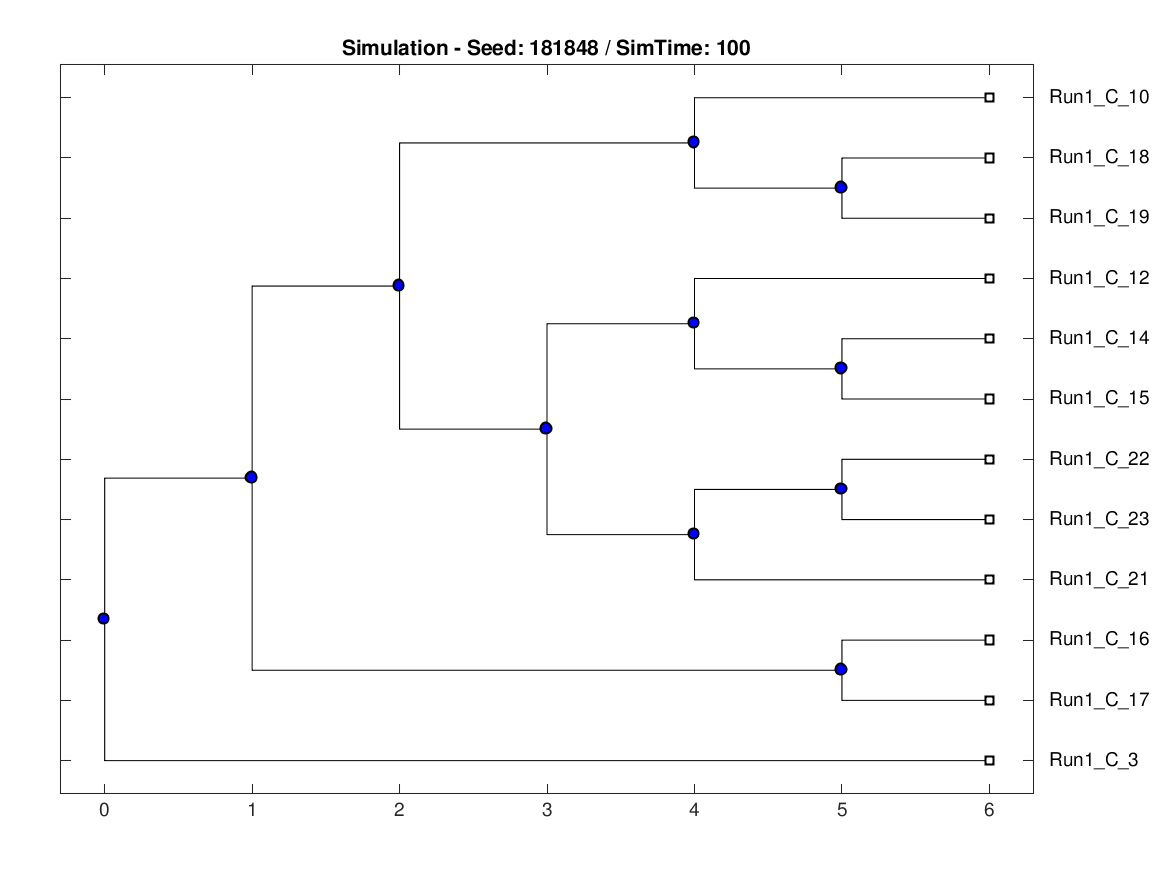 Simulation - Seed: 181848 / SimTime: 100
Run1_C_10
Run1_C_18
Run1_C_19
Run1_C_12
Run1_C_14
Run1_C_15
Run1_C_22
Run1_C_23
Run1_C_21
Run1_C_16
Run1_C_17
Run1_C_3
0 1 2 3 4 5 6